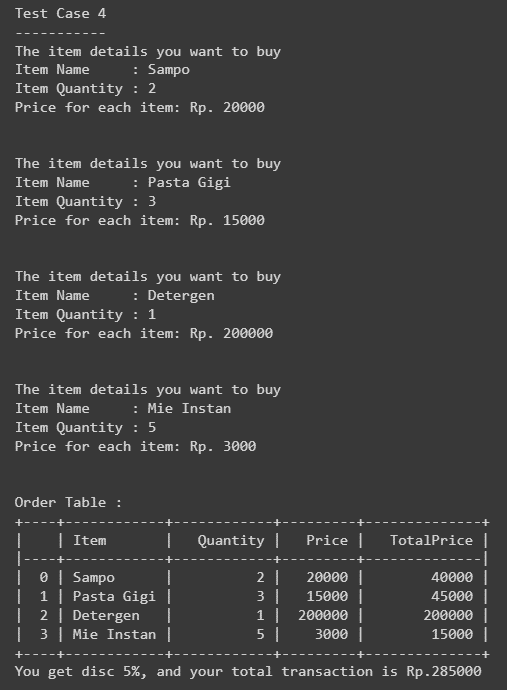 Test Case 4
-----------
The item details you want to buy
Item Name     : Sampo
Item Quantity : 2
Price for each item: Rp. 20000
The item details you want to buy
Item Name     : Pasta Gigi
Item Quantity : 3
Price for each item: Rp. 15000
The item details you want to buy
Item Name     : Detergen
Item Quantity : 1
Price for each item: Rp. 200000
The item details you want to buy
Item Name     : Mie Instan
Item Quantity : 5
Price for each item: Rp. 3000
Order Table :
+----+------------+------------+---------+--------------+
|    | Item       |   Quantity |   Price |   TotalPrice |
|----+------------+------------+---------+--------------|
|  0 | Sampo      |          2 |   20000 |        40000 |
|  1 | Pasta Gigi |          3 |   15000 |        45000 |
|  2 | Detergen   |          1 |  200000 |       200000 |
|  3 | Mie Instan |          5 |    3000 |        15000 |
+----+------------+------------+---------+--------------+
You get disc 5%, and your total transaction is Rp.285000